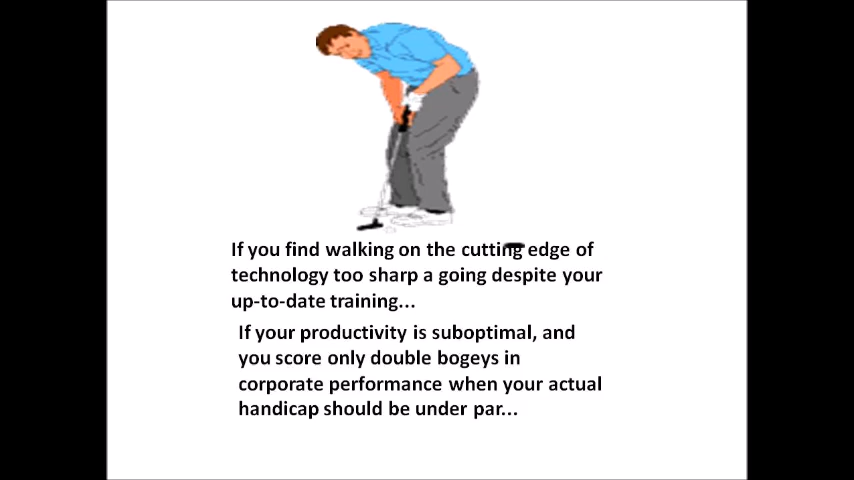 If you find walking on the cutting edge of
technology too sharp a going despite your
up-to-date training...
If your productivity is suboptimal, and
you score only double bogeys in
corporate performance when your actual
handicap should be under par...